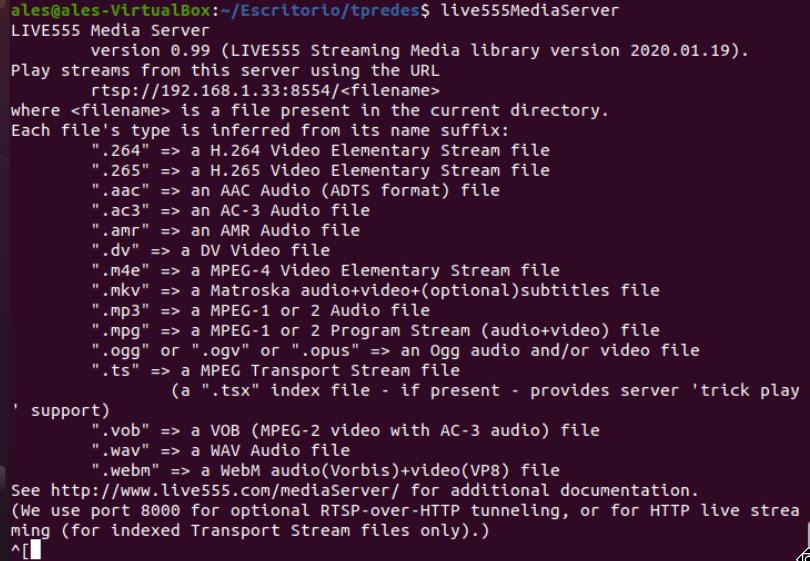 ales@ales-VirtualBox:~/Escritorio/tpredes$ live555MediaServer
LIVE555 Media Server
        version 0.99 (LIVE555 Streaming Media library version 2020.01.19).
Play streams from this server using the URL
        rtsp://192.168.1.33:8554/<filename>
where <filename> is a file present in the current directory.
Each file's type is inferred from its name suffix:
        ".264" => a H.264 Video Elementary Stream file
        ".265" => a H.265 Video Elementary Stream file
        ".aac" => an AAC Audio (ADTS format) file
        ".ac3" => an AC-3 Audio file
        ".amr" => an AMR Audio file
        ".dv" => a DV Video file
        ".m4e" => a MPEG-4 Video Elementary Stream file
        ".mkv" => a Matroska audio+video+(optional)subtitles file
        ".mp3" => a MPEG-1 or 2 Audio file
        ".mpg" => a MPEG-1 or 2 Program Stream (audio+video) file
        ".ogg" or ".ogv" or ".opus" => an Ogg audio and/or video file
        ".ts" => a MPEG Transport Stream file
                (a ".tsx" index file - if present - provides server 'trick play
' support)
        ".vob" => a VOB (MPEG-2 video with AC-3 audio) file
        ".wav" => a WAV Audio file
        ".webm" => a WebM audio(Vorbis)+video(VP8) file
See http://www.live555.com/mediaServer/ for additional documentation.
(We use port 8000 for optional RTSP-over-HTTP tunneling, or for HTTP live strea
ming (for indexed Transport Stream files only).)
^[